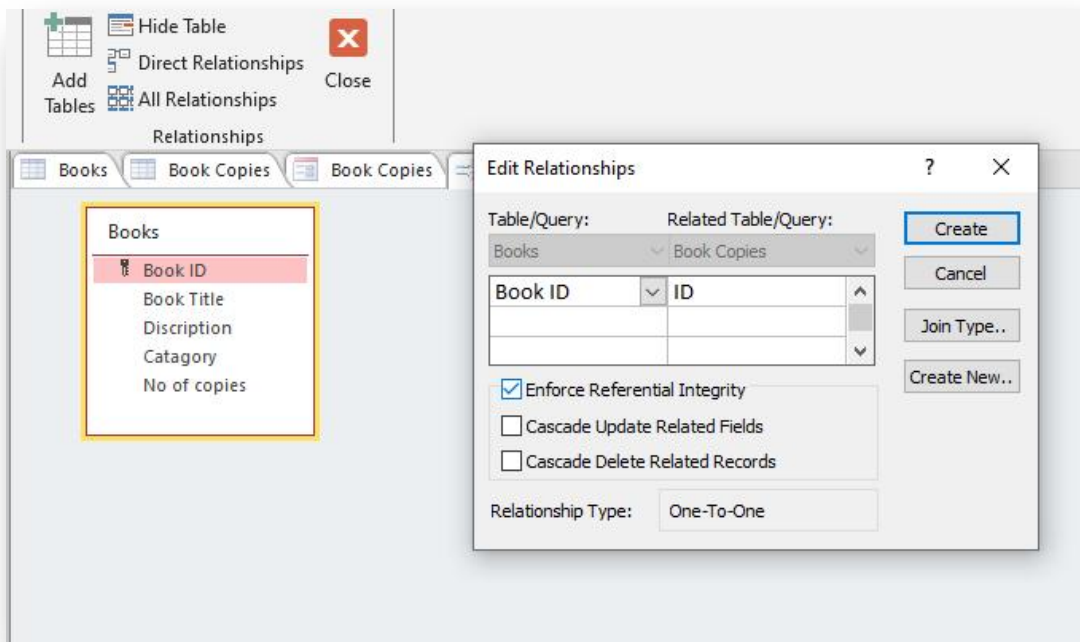 Hide Table
Direct Relationships
All Relationships
Add
Tables
Close
Relationships
Books
Book Copies
Book Copies
Books
Book ID
Book Title
Discription
Catagory
No of copies
Edit Relationships
?
Table/Query:
Related Table/Query:
Books
Book Copies
Book ID
ID
Enforce Referential Integrity
Cascade Update Related Fields
Cascade Delete Related Records
Relationship Type:
One-To-One
Create
Cancel
Join Type..
Create New..